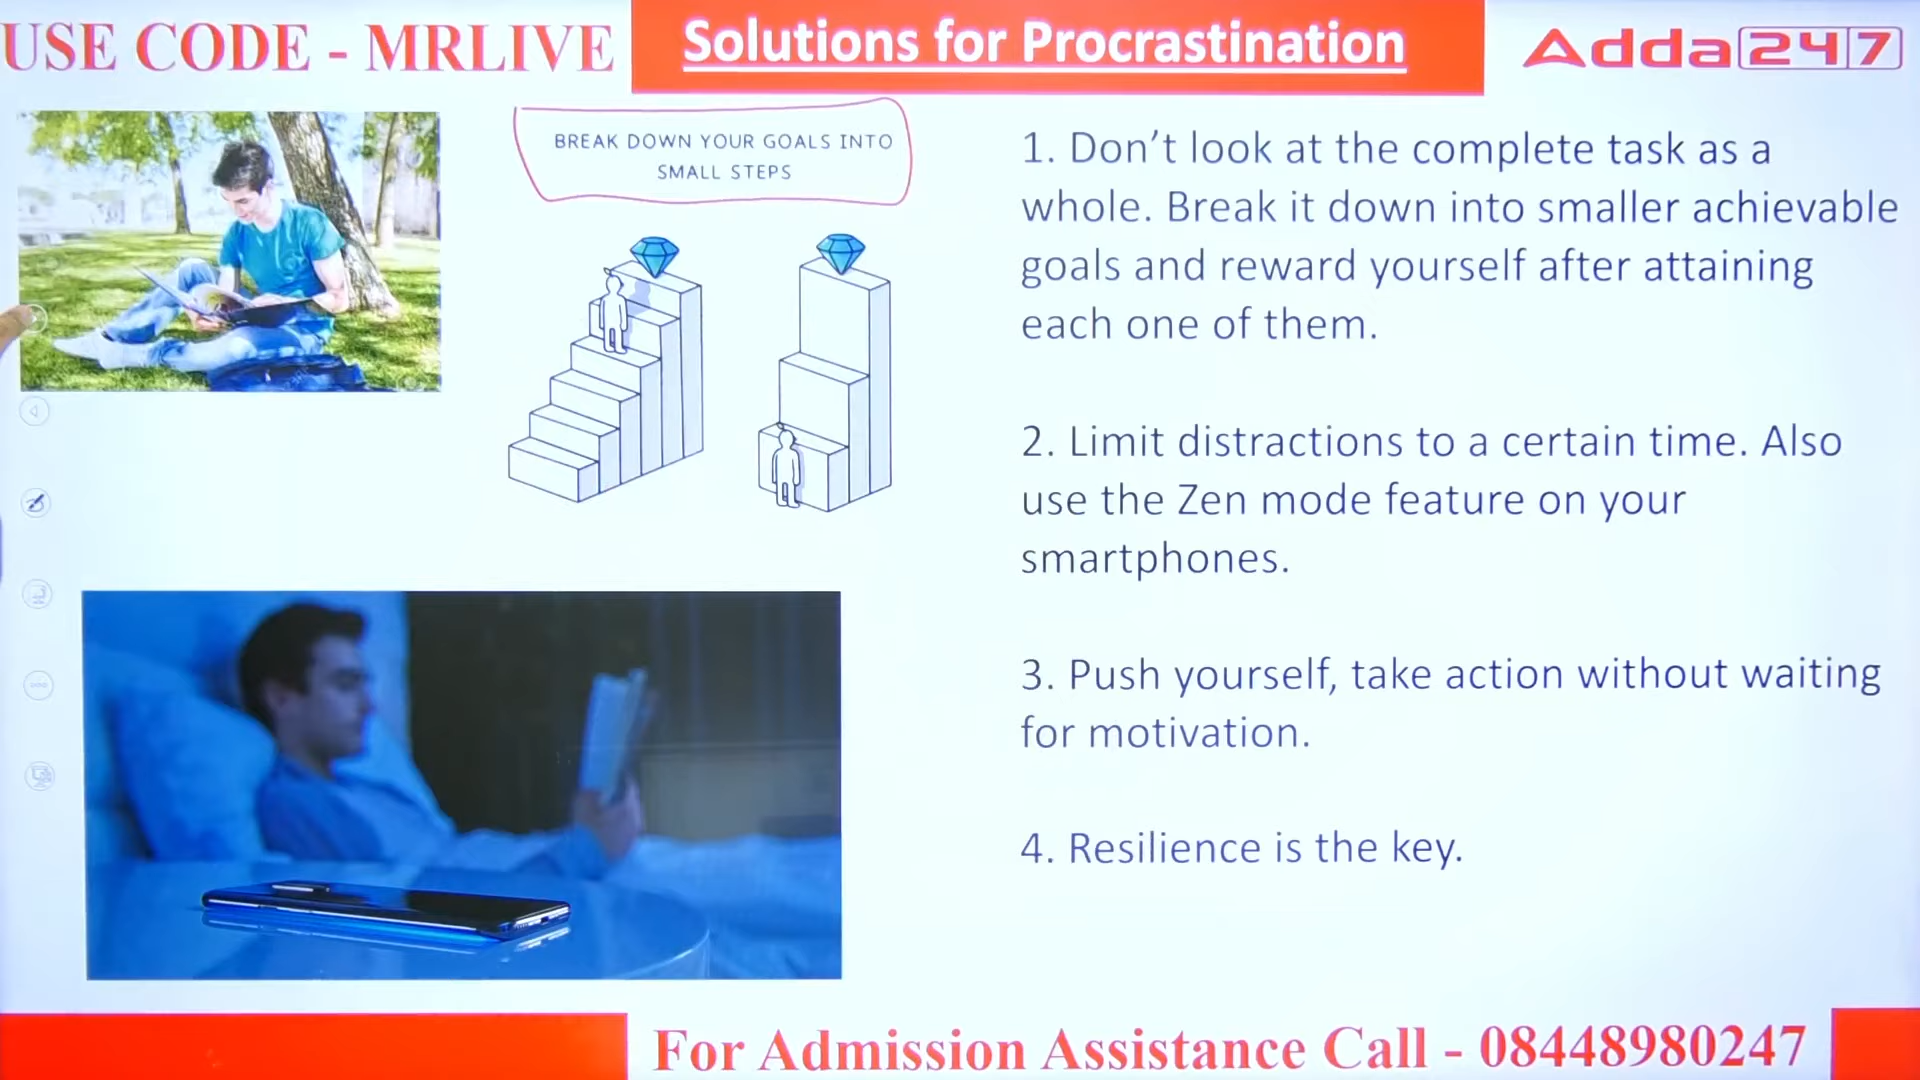 USE CODE - MRLIVE
Solutions for Procrastination
Adda247
BREAK DOWN YOUR GOALS INTO
SMALL STEPS
1. Don’t look at the complete task as a
whole. Break it down into smaller achievable
goals and reward yourself after attaining
each one of them.
2. Limit distractions to a certain time. Also
use the Zen mode feature on your
smartphones.
3. Push yourself, take action without waiting
for motivation.
4. Resilience is the key.
For Admission Assistance Call - 08448980247